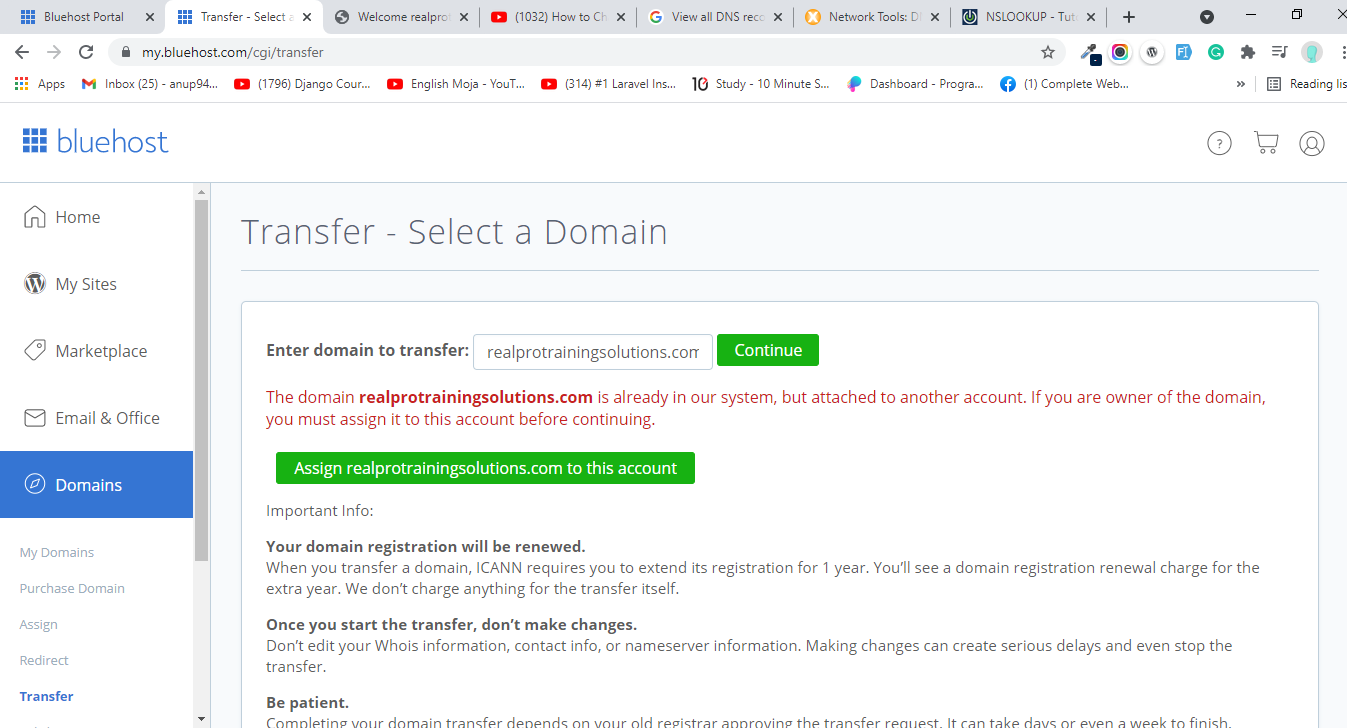 Bluehost Portal
Transfer - Select a
Welcome realprot
(1032) How to Ch
View all DNS reco
Network Tools: D
NSLOOKUP - Tut
my.bluehost.com/cgi/transfer
Apps
Inbox (25) - anup94...
(1796) Django Cour...
English Moja - YouT...
(314) #1 Laravel Ins...
Study - 10 Minute S...
Dashboard - Progra...
(1) Complete Web...
»
Reading lis
bluehost
?
Home
My Sites
Marketplace
Email & Office
Domains
My Domains
Purchase Domain
Assign
Redirect
Transfer
Transfer - Select a Domain
Enter domain to transfer: realprotrainingsolutions.com Continue
The domain realprotrainingsolutions.com is already in our system, but attached to another account. If you are owner of the domain,
you must assign it to this account before continuing.
Assign realprotrainingsolutions.com to this account
Important Info:
Your domain registration will be renewed.
When you transfer a domain, ICANN requires you to extend its registration for 1 year. You’ll see a domain registration renewal charge for the
extra year. We don’t charge anything for the transfer itself.
Once you start the transfer, don’t make changes.
Don’t edit your Whois information, contact info, or nameserver information. Making changes can create serious delays and even stop the
transfer.
Be patient.
Completing your domain transfer depends on your old registrar approving the transfer request. It can take days or even a week to finish.